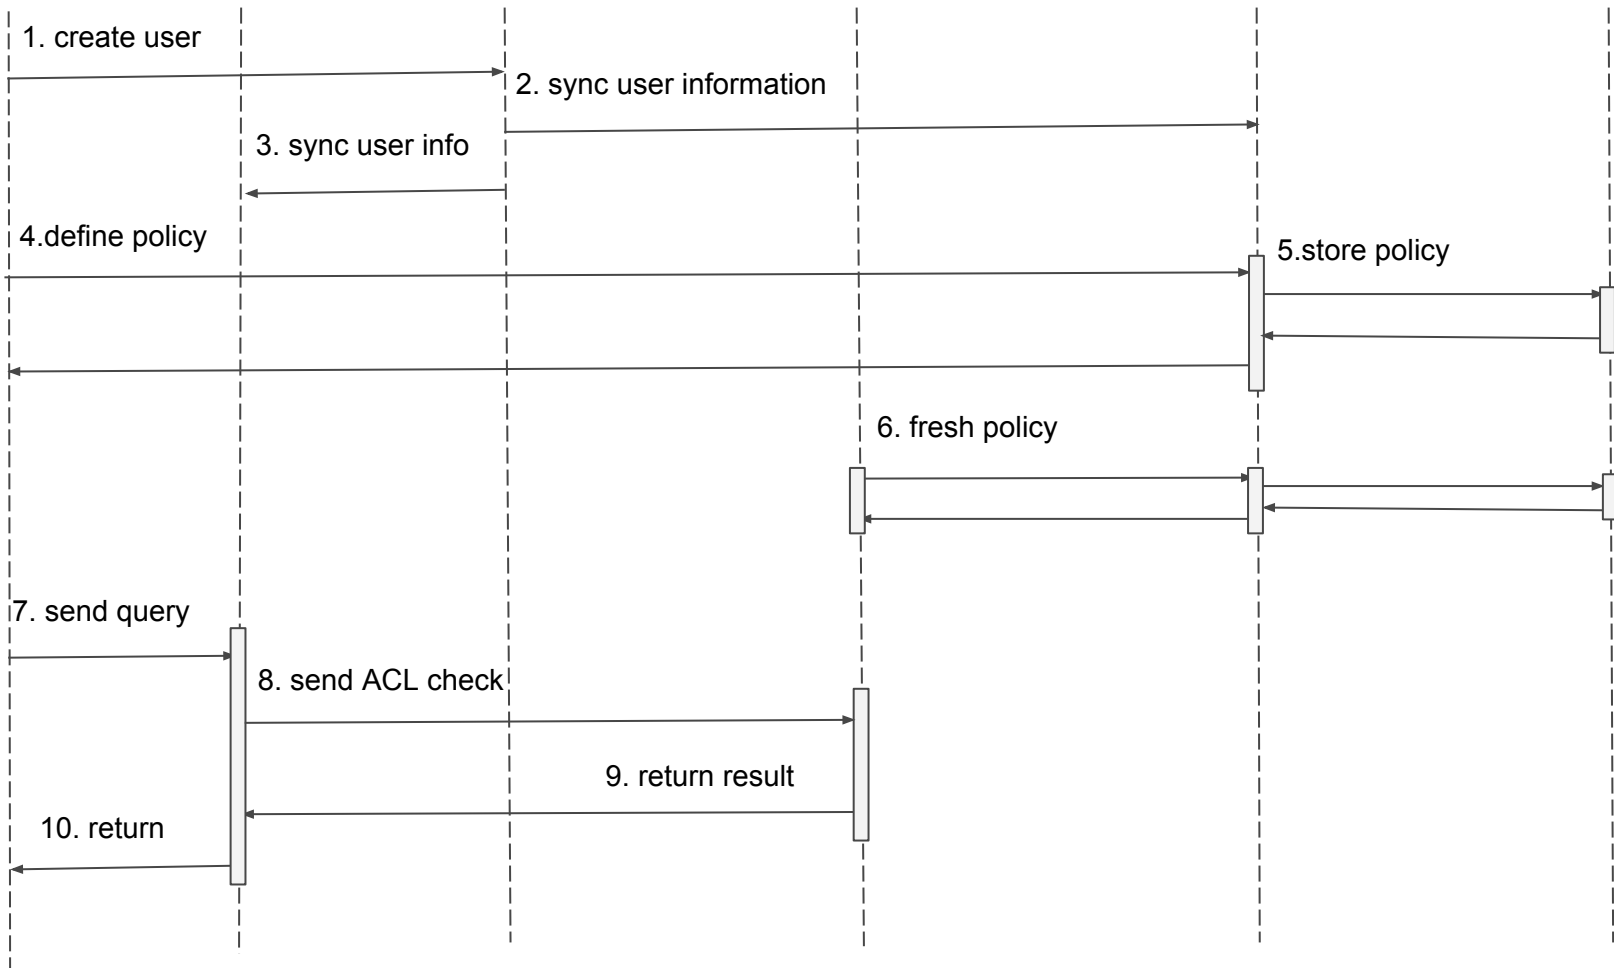 1. create user
2. sync user information
3. sync user info
4.define policy
5.store policy
6. fresh policy
7. send query
8. send ACL check
9. return result
10. return